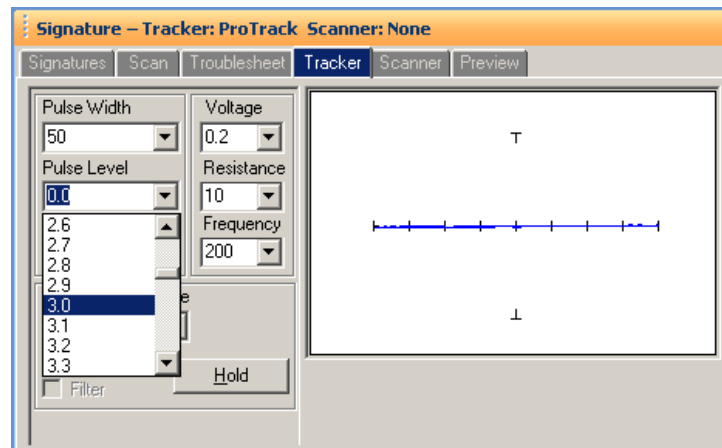 Signature – Tracker: ProTrack Scanner: None
Signatures Scan Troublesheet Tracker Scanner Preview
Pulse Width
50
Pulse Level
0.0
2.6
2.7
2.8
2.9
3.0
3.1
3.2
3.3
Voltage
0.2
Resistance
10
Frequency
200
Filter
Hold